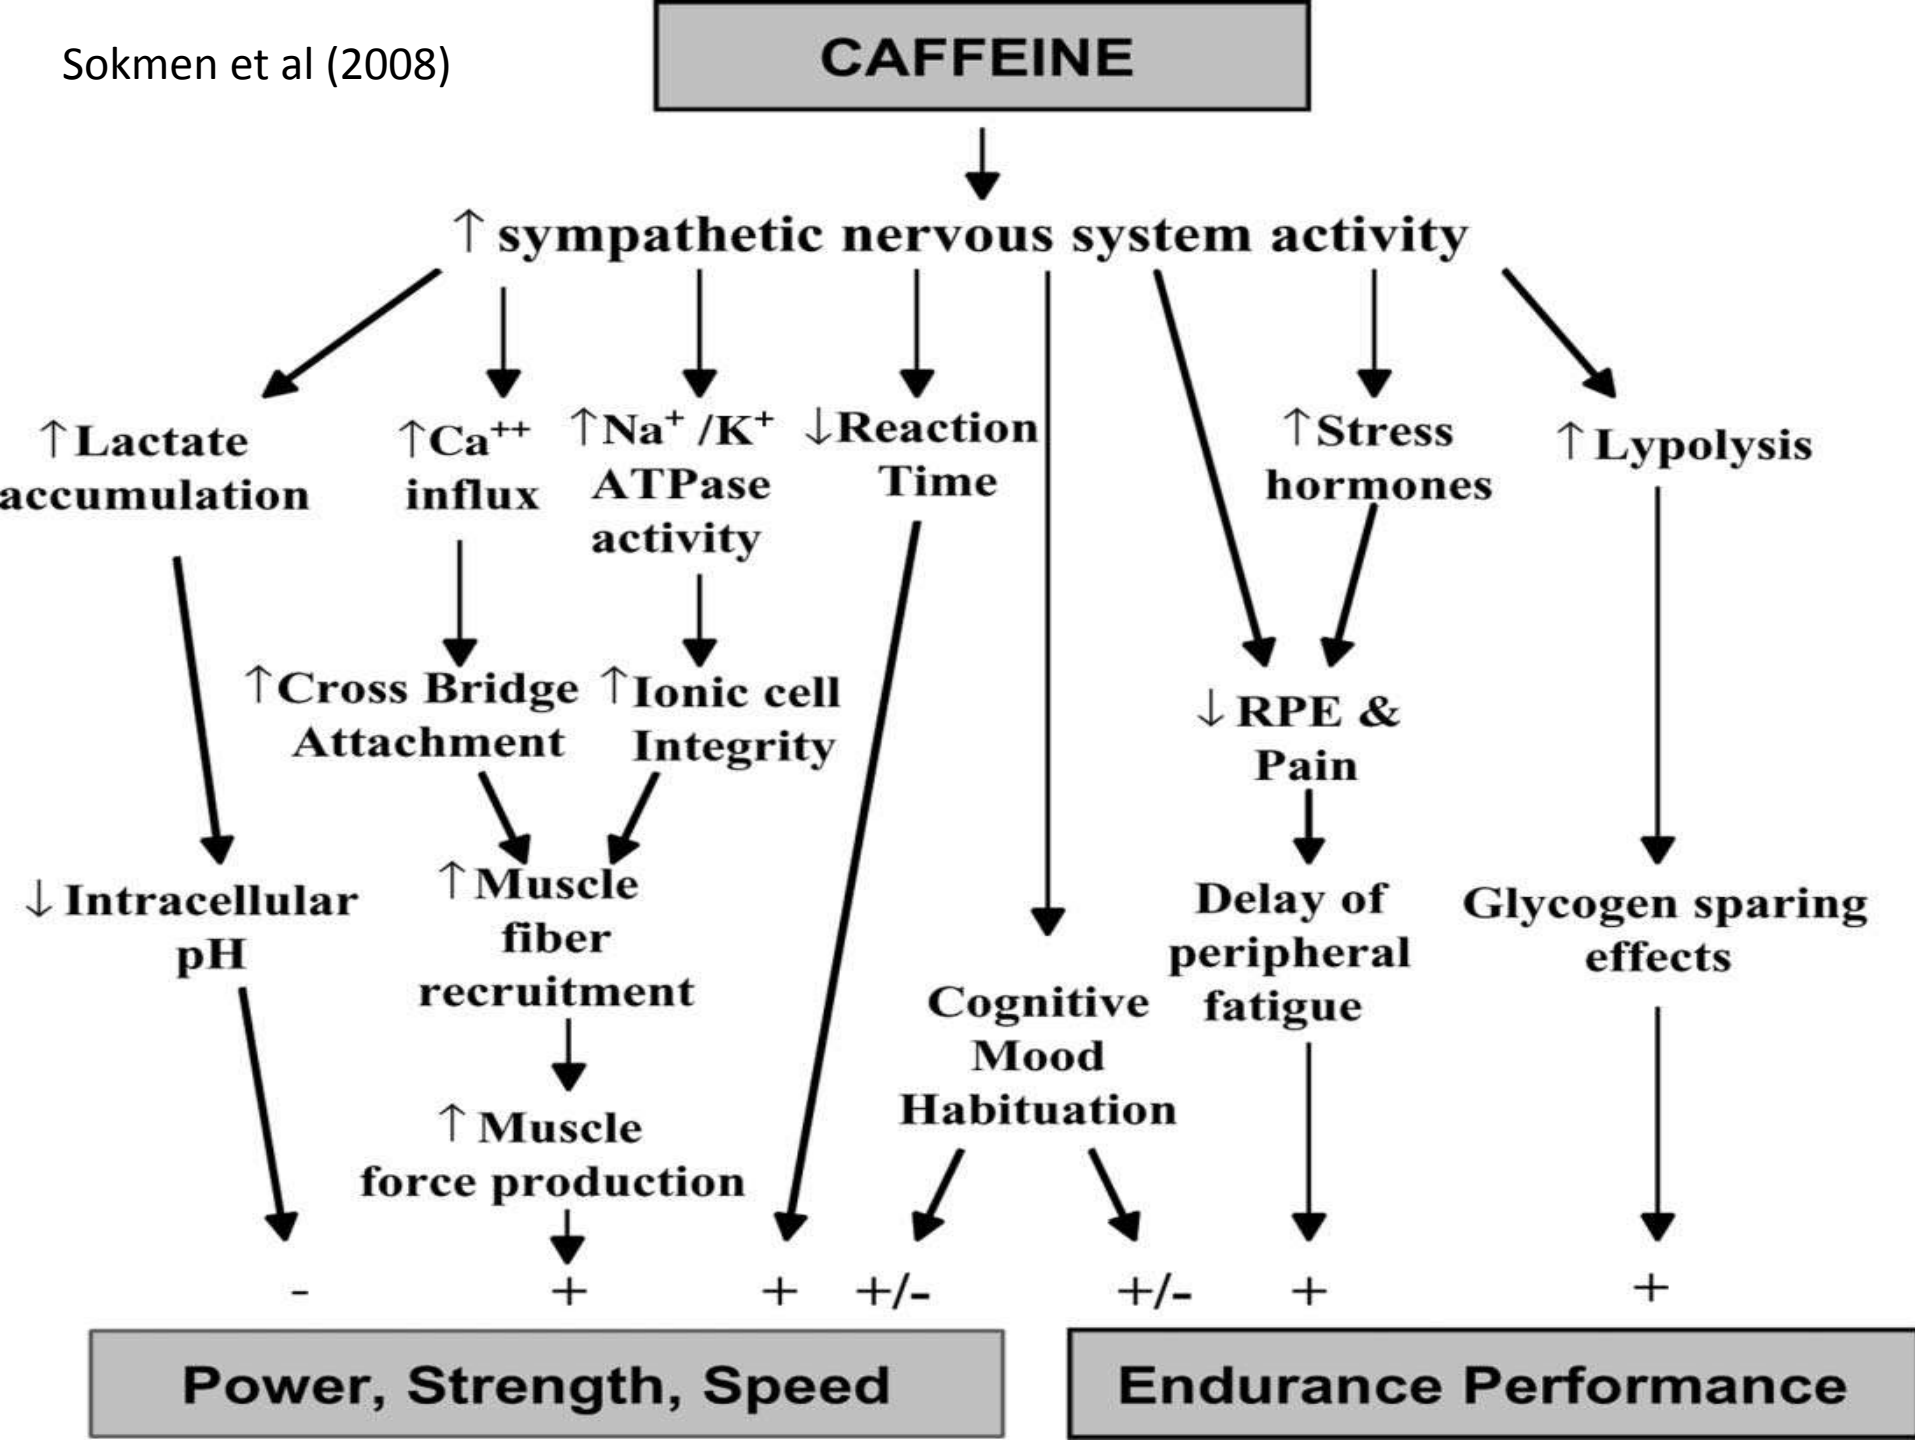 Sokmen et al (2008)
CAFFEINE
↑ sympathetic nervous system activity
↑Lactate
accumulation
↑Ca⁺⁺
influx
↑Na⁺ /K⁺
ATPase
activity
↓Reaction
Time
↑Stress
hormones
↑Lypolysis
↑Cross Bridge
Attachment
↑Ionic cell
Integrity
↓RPE &
Pain
↓Intracellular
pH
↑Muscle
fiber
recruitment
Cognitive
Mood
Habituation
Delay of
peripheral
fatigue
Glycogen sparing
effects
↑Muscle
force production
- + + +/- +/- + +
Power, Strength, Speed
Endurance Performance